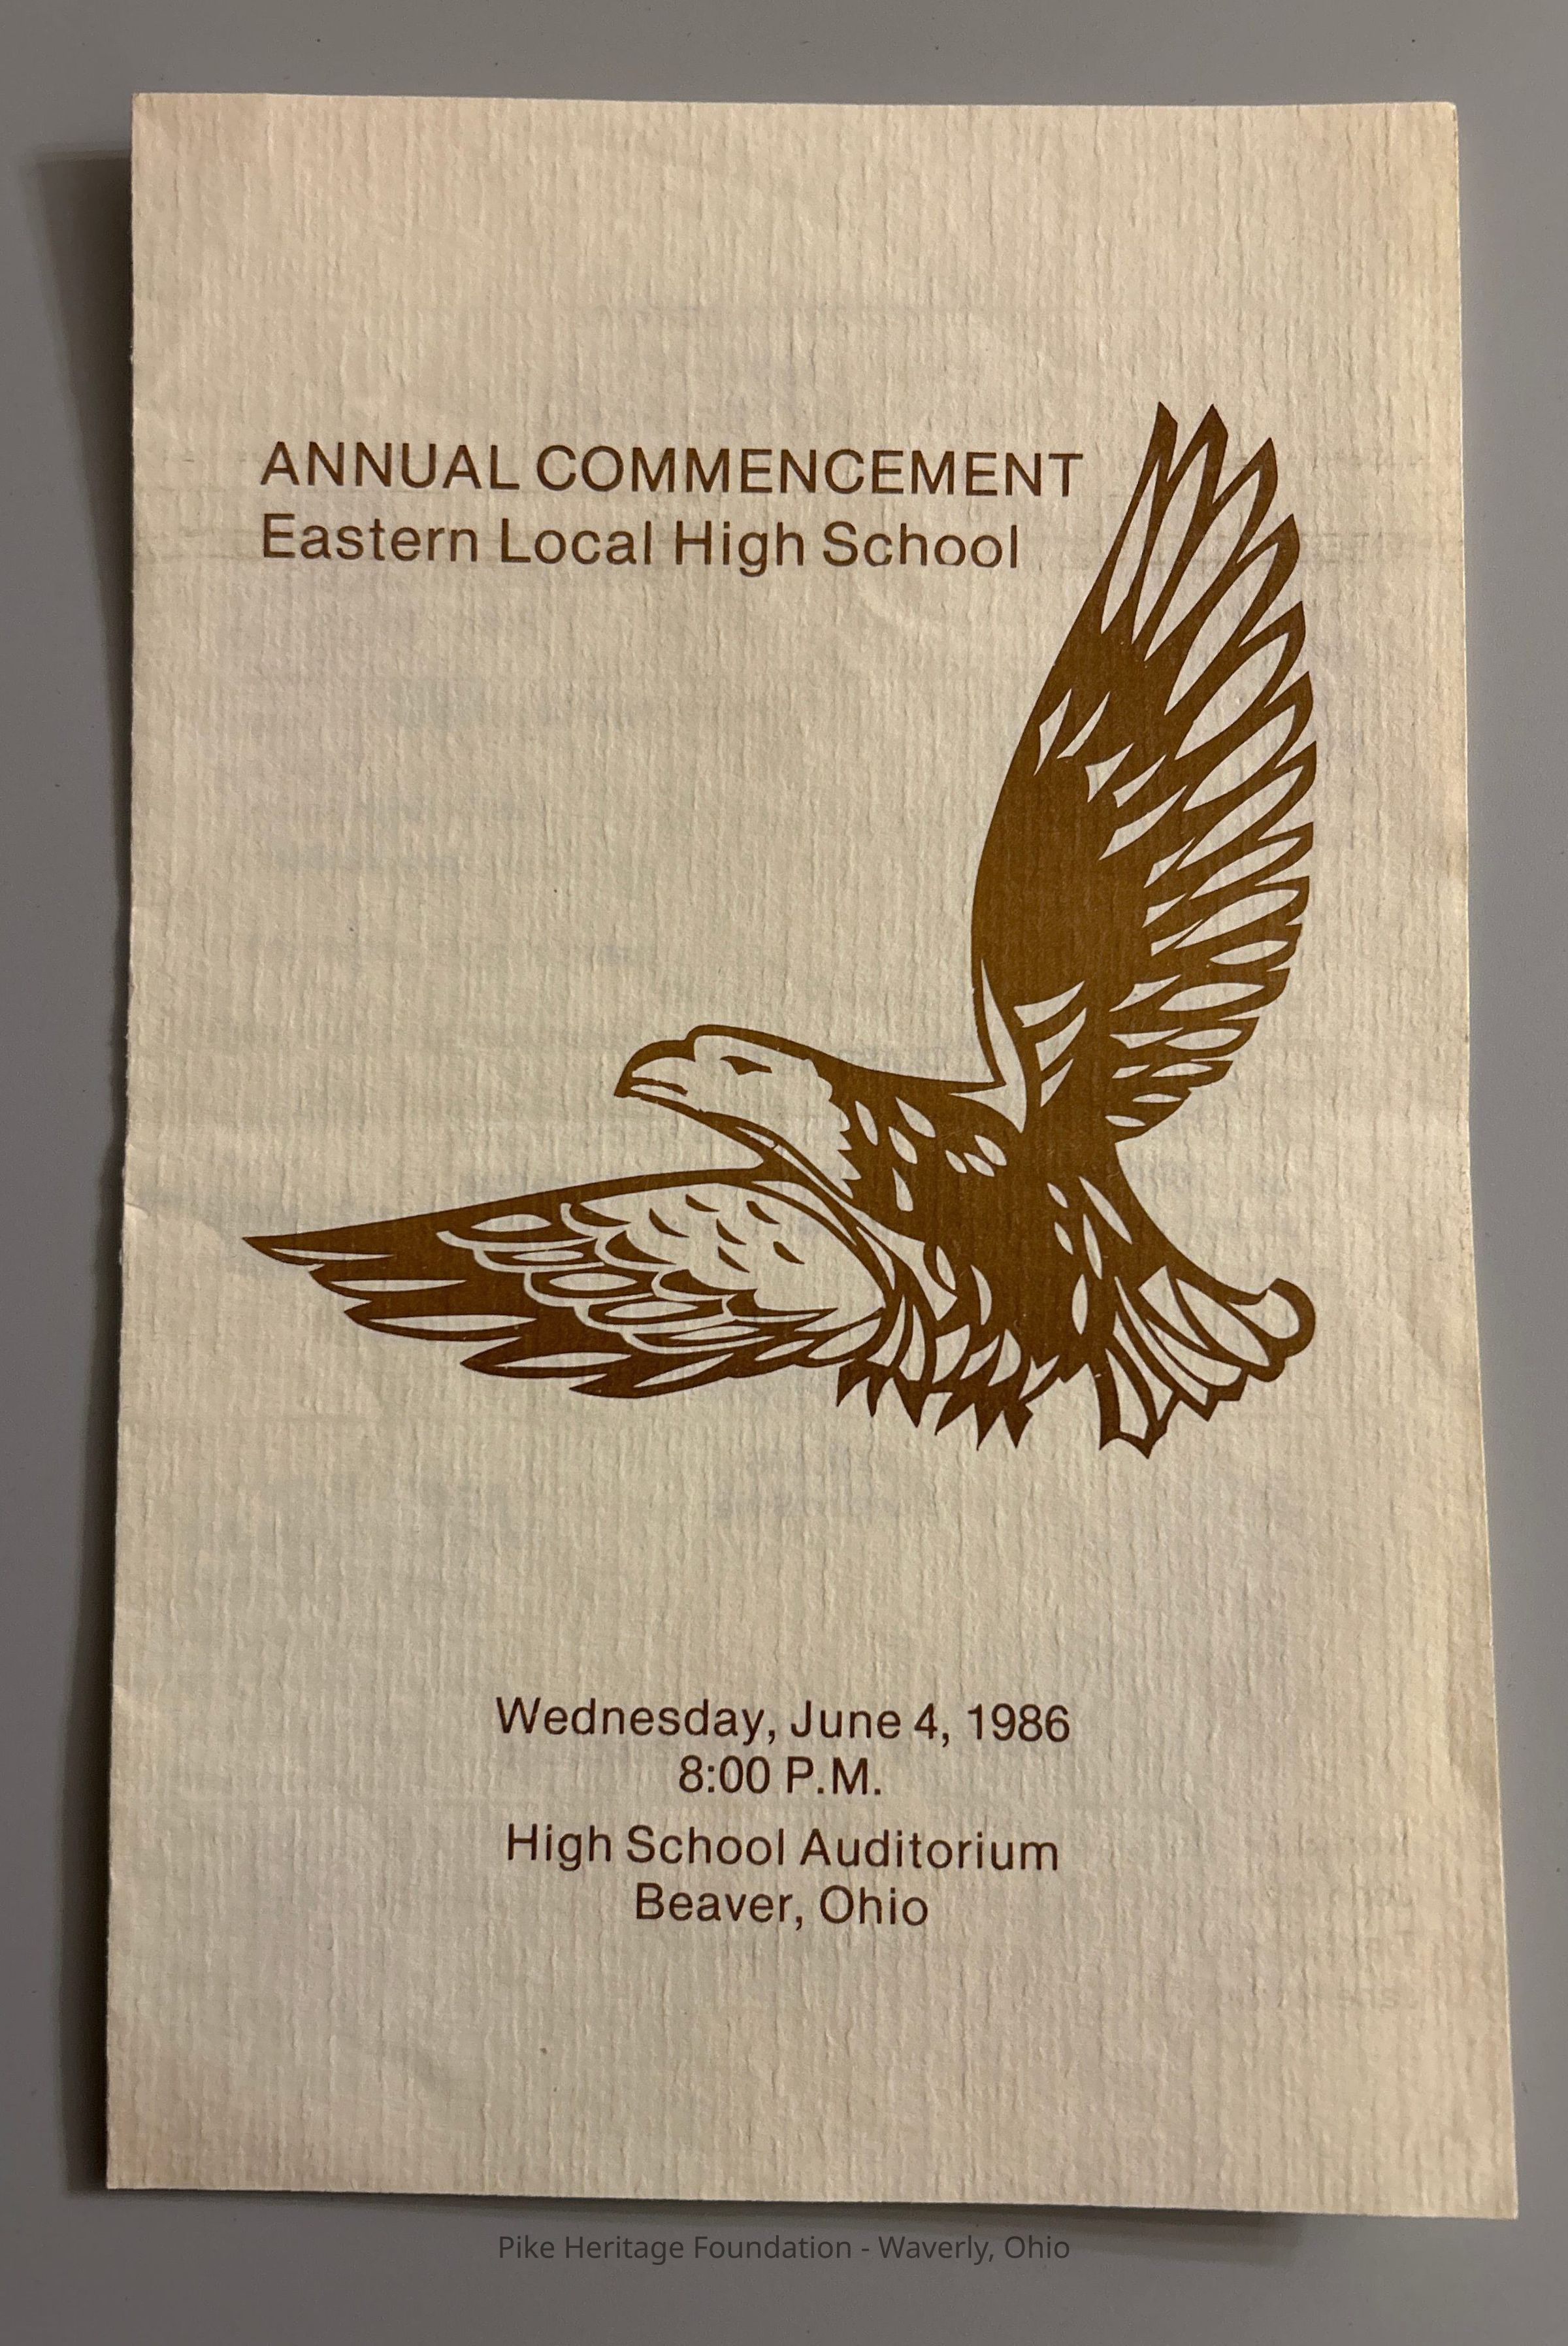 ANNUAL COMMENCEMENT
Eastern Local High School
Wednesday, June 4, 1986
8:00 P.M.
High School Auditorium
Beaver, Ohio
Pike Heritage Foundation - Waverly, Ohio